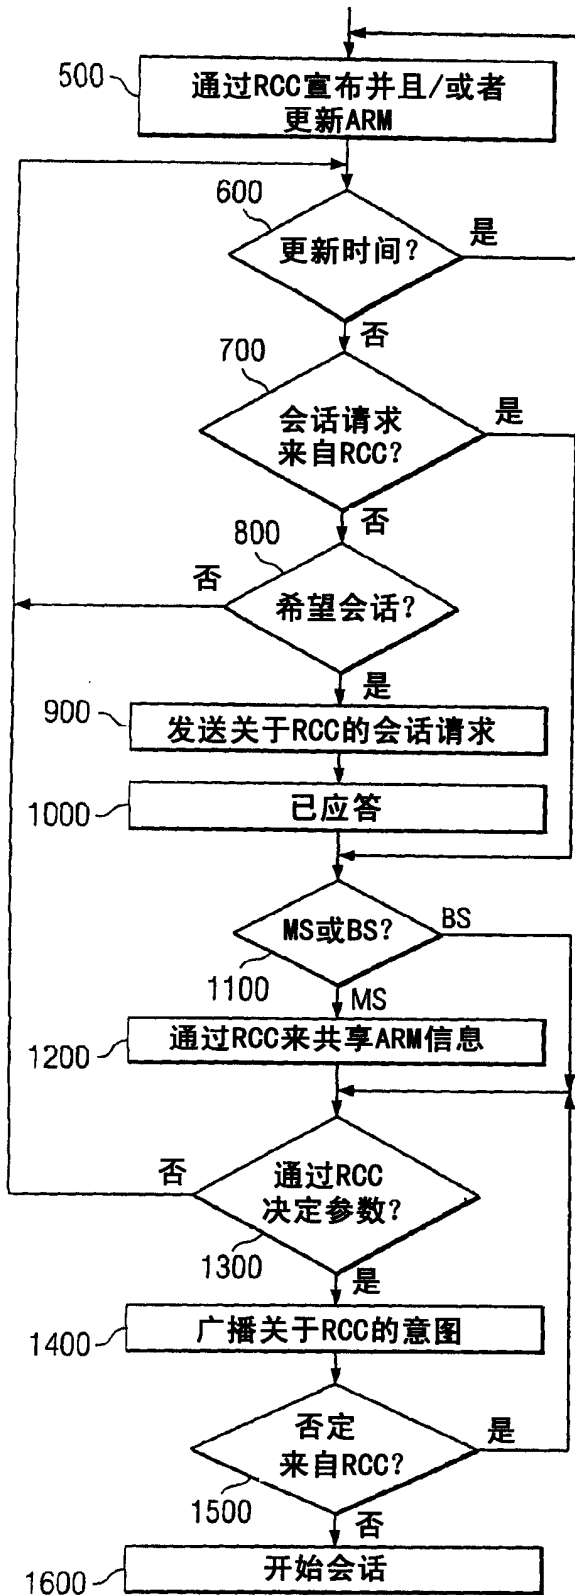 500
通过RCC宣布并且/或者
更新ARM
600
更新时间?
是
否
700
会话请求
来自RCC?
是
否
800
否
希望会话?
是
900
发送关于RCC的会话请求
1000
已应答
MS或BS?
BS
1100
MS
1200
通过RCC来共享ARM信息
否
通过RCC
决定参数?
1300
是
1400
广播关于RCC的意图
否定
来自RCC?
是
1500
否
1600
开始会话